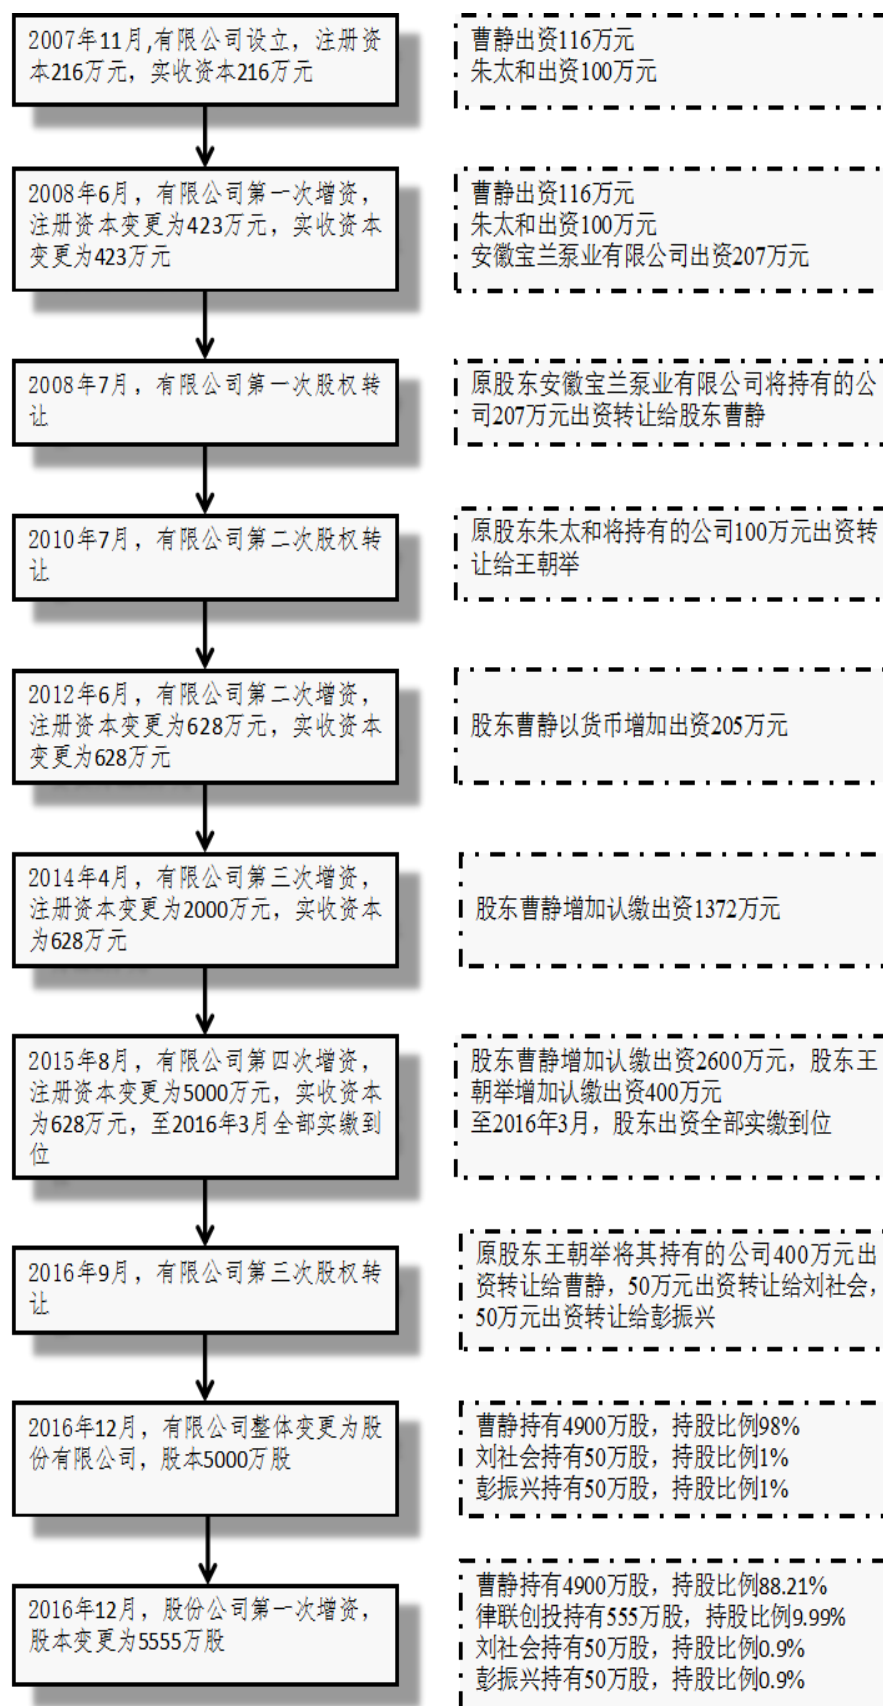 2007年11月,有限公司设立，注册资
本216万元，实收资本216万元
曹静出资116万元
朱太和出资100万元
2008年6月，有限公司第一次增资，
注册资本变更为423万元，实收资本
变更为423万元
曹静出资116万元
朱太和出资100万元
安徽宝兰泵业有限公司出资207万元
2008年7月，有限公司第一次股权转
让
原股东安徽宝兰泵业有限公司将持有的公
司207万元出资转让给股东曹静
2010年7月，有限公司第二次股权转
让
原股东朱太和将持有的公司100万元出资转
让给王朝举
2012年6月，有限公司第二次增资，
注册资本变更为628万元，实收资本
变更为628万元
股东曹静以货币增加出资205万元
2014年4月，有限公司第三次增资，
注册资本变更为2000万元，实收资本
为628万元
股东曹静增加认缴出资1372万元
2015年8月，有限公司第四次增资，
注册资本变更为5000万元，实收资本
为628万元，至2016年3月全部实缴到
位
股东曹静增加认缴出资2600万元，股东王
朝举增加认缴出资400万元
至2016年3月，股东出资全部实缴到位
2016年9月，有限公司第三次股权转
让
原股东王朝举将其持有的公司400万元出
资转让给曹静，50万元出资转让给刘社会，
50万元出资转让给彭振兴
2016年12月，有限公司整体变更为股
份有限公司，股本5000万股
曹静持有4900万股，持股比例98%
刘社会持有50万股，持股比例1%
彭振兴持有50万股，持股比例1%
2016年12月，股份公司第一次增资，
股本变更为5555万股
曹静持有4900万股，持股比例88.21%
律联创投持有555万股，持股比例9.99%
刘社会持有50万股，持股比例0.9%
彭振兴持有50万股，持股比例0.9%